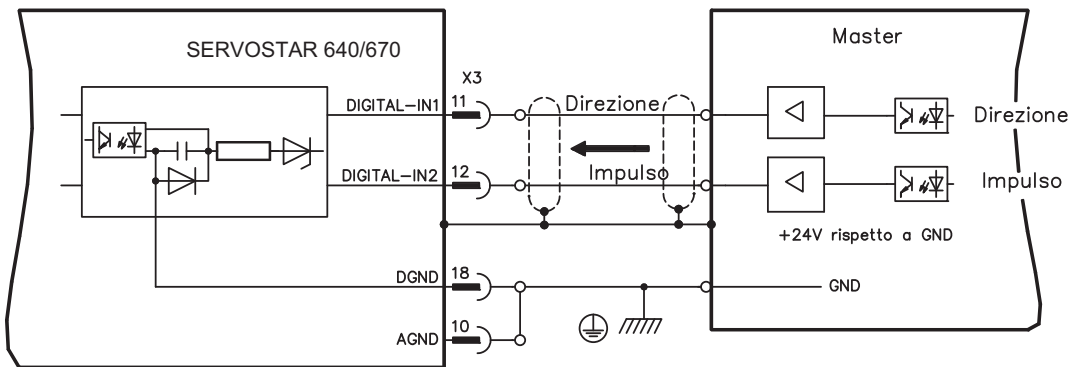 SERVOSTAR 640/670
Master
X3
DIGITAL-IN1
11
Direzione
Direzione
DIGITAL-IN2
12
Impulso
Impulso
+24V rispetto a GND
DGND
18
GND
AGND
10